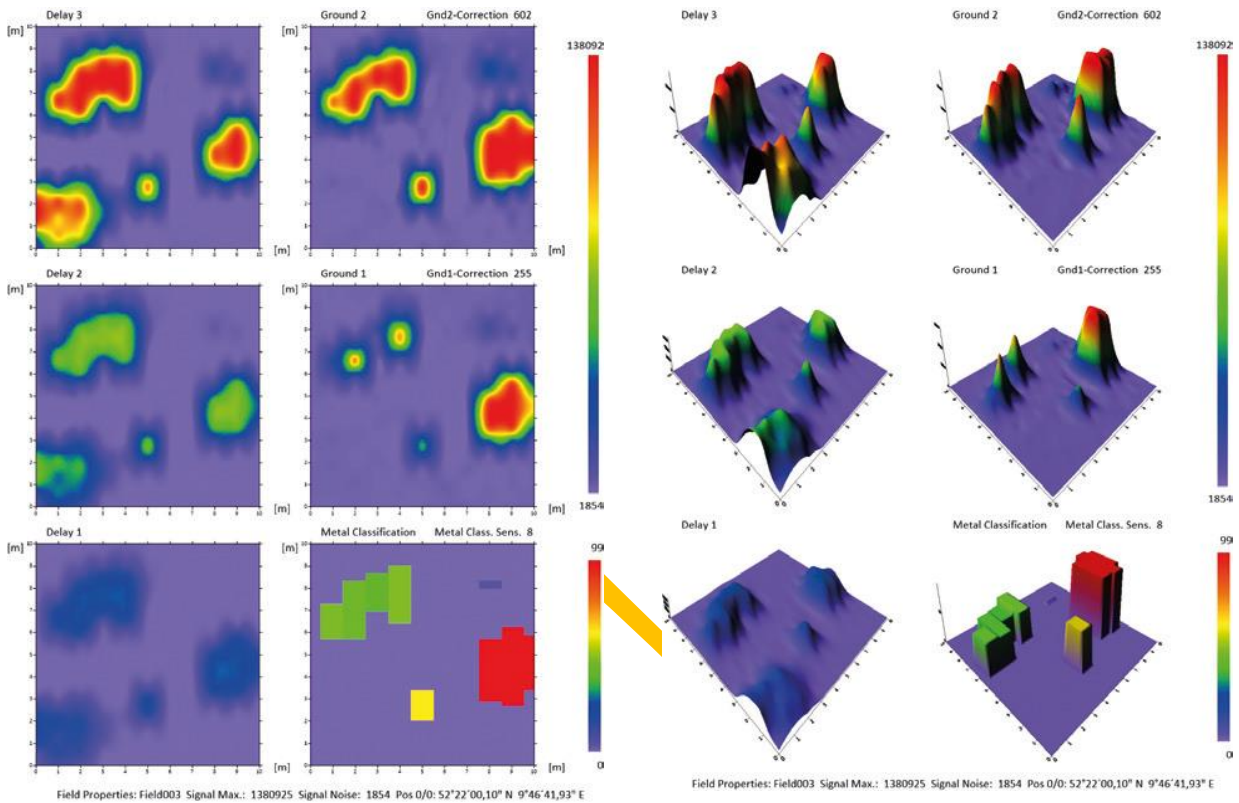 Delay 3
Ground 2 Gnd2-Correction 602
[m]
[m]
1380925
1854
Delay 2
Ground 1 Gnd1-Correction 255
[m]
[m]
Delay 1
Metal Classification Metal Class. Sens. 8
[m]
[m]
99
0
Field Properties: Field003 Signal Max.: 1380925 Signal Noise: 1854 Pos 0/0: 52°22´00,10" N 9°46´41,93" E
Delay 3
Ground 2 Gnd2-Correction 602
1380925
1854
Delay 2
Ground 1 Gnd1-Correction 255
Delay 1
Metal Classification Metal Class. Sens. 8
99
0
Field Properties: Field003 Signal Max.: 1380925 Signal Noise: 1854 Pos 0/0: 52°22´00,10" N 9°46´41,93" E